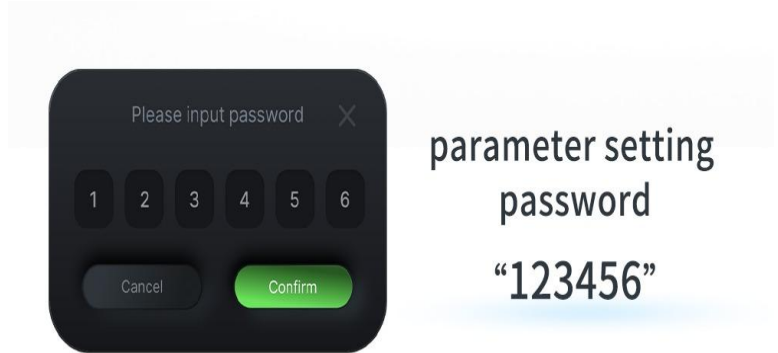 Please input password ×
1 2 3 4 5 6
Cancel Confirm
parameter setting
password
“123456”